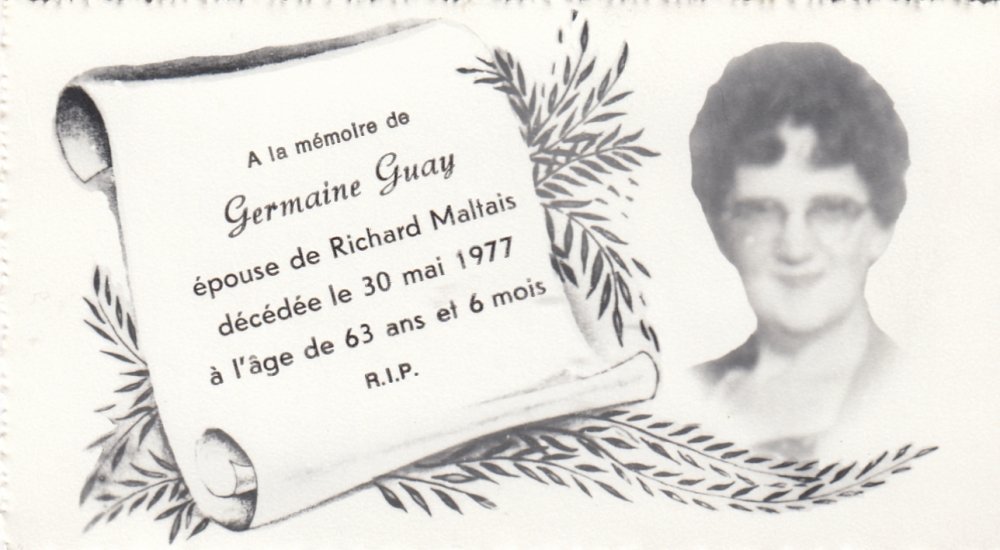 A la mémoire de
Germaine Guay
épouse de Richard Maltais
décédée le 30 mai 1977
à l'âge de 63 ans et 6 mois
R.I.P.